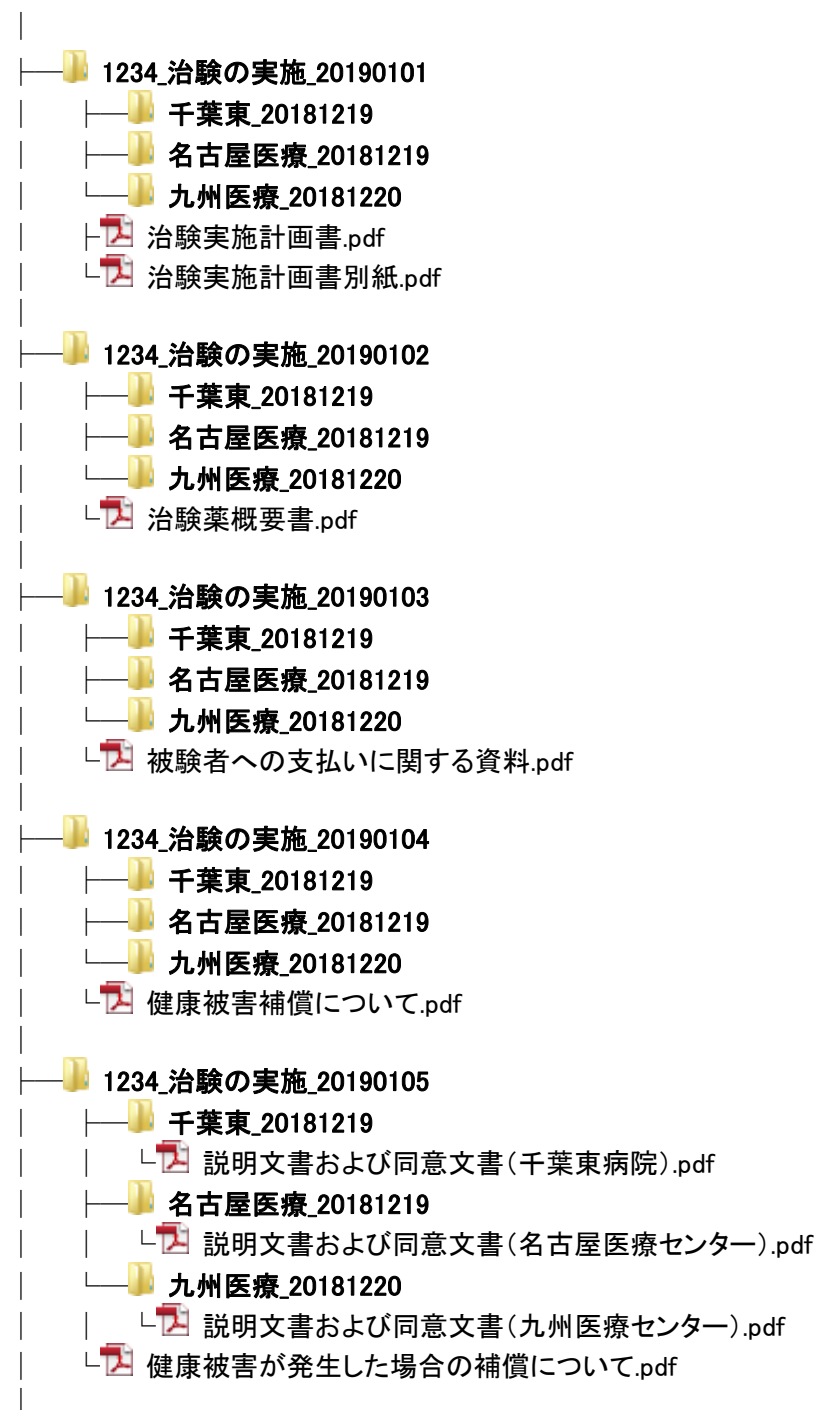 1234_治験の実施_20190101
千葉東_20181219
名古屋医療_20181219
九州医療_20181220
治験実施計画書.pdf
治験実施計画書別紙.pdf
1234_治験の実施_20190102
千葉東_20181219
名古屋医療_20181219
九州医療_20181220
治験薬概要書.pdf
1234_治験の実施_20190103
千葉東_20181219
名古屋医療_20181219
九州医療_20181220
被験者への支払いに関する資料.pdf
1234_治験の実施_20190104
千葉東_20181219
名古屋医療_20181219
九州医療_20181220
健康被害補償について.pdf
1234_治験の実施_20190105
千葉東_20181219
説明文書および同意文書（千葉東病院）.pdf
名古屋医療_20181219
説明文書および同意文書（名古屋医療センター）.pdf
九州医療_20181220
説明文書および同意文書（九州医療センター）.pdf
健康被害が発生した場合の補償について.pdf